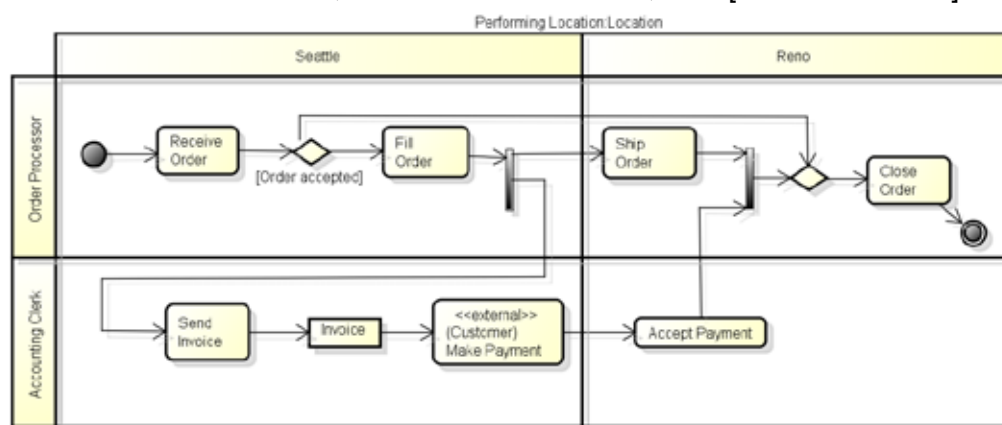 Performing Location:Location
Seattle
Reno
Order Processor
Receive
Order
[Order accepted]
Fill
Order
Ship
Order
Close
Order
Accounting Clerk
Send
Invoice
Invoice
<<external>>
(Customer)
Make Payment
Accept Payment